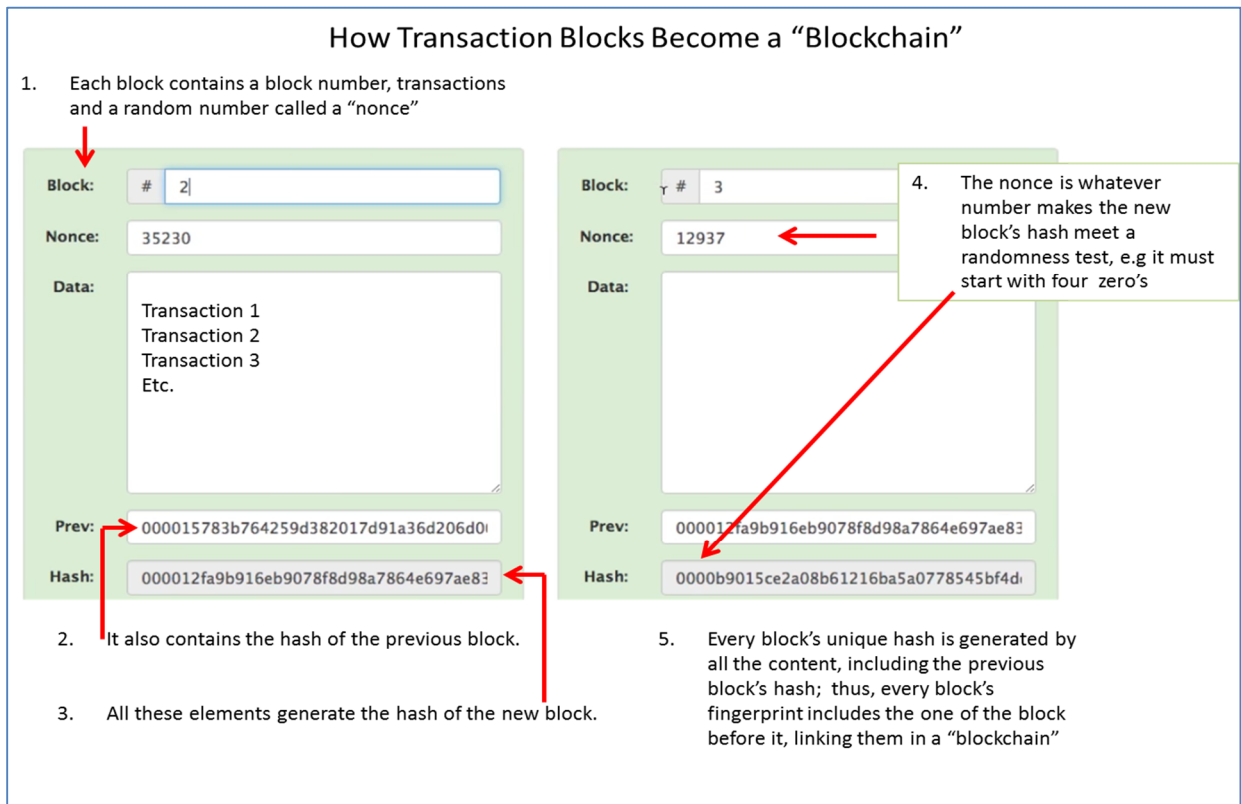 How Transaction Blocks Become a “Blockchain”
1. Each block contains a block number, transactions
and a random number called a “nonce”
Block: # 2
Nonce: 35230
Data:
Transaction 1
Transaction 2
Transaction 3
Etc.
Prev: 000015783b764259d382017d91a36d206d0
Hash: 000012fa9b916eb9078f8d98a7864e697ae83
Block: # 3
Nonce: 12937
Data:
Prev: 000012fa9b916eb9078f8d98a7864e697ae83
Hash: 0000b9015ce2a08b61216ba5a0778545bf4d
4. The nonce is whatever
number makes the new
block’s hash meet a
randomness test, e.g it must
start with four zero’s
2. It also contains the hash of the previous block.
3. All these elements generate the hash of the new block.
5. Every block’s unique hash is generated by
all the content, including the previous
block’s hash; thus, every block’s
fingerprint includes the one of the block
before it, linking them in a “blockchain”